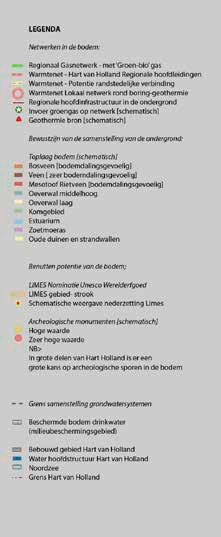 LEGENDA
Netwerken in de bodem:
Regionaal Gasnetwerk - met 'Groen-bio' gas
Warmtenet - Hart van Holland Regionale hoofdleidingen
Warmtenet - Potentie randstedelijke verbinding
Warmtenet Lokaal netwerk rond boring-geothermie
Regionale hoofdinfrastructuur in de ondergrond
Invoer groengas op netwerk [schematisch]
Geothermie bron [schematisch]
Bewustzijn van de samenstelling van de ondergrond:
Toplaag bodem [schematisch]
Bosveen [bodemdalingsgevoelig]
Veen [ zeer bodemdalingsgevoelig]
Mesotoof Rietveen [bodemdalingsgevoelig]
Oeverwal middelhoog
Oeverwal laag
Komgebied
Estuarium
Zoetmoeras
Oude duinen en strandwallen
Benutten potentie van de bodem;
LIMES Nominatie Unesco Werelderfgoed
LIMES gebied- strook
Schematische weergave nederzetting Limes
Archeologische monumenten [schematisch]
Hoge waarde
Zeer hoge waarde
NB>
In grote delen van Hart Holland is er een
grote kans op archeologische sporen in de bodem
Grens samenstelling grondwatersystemen
Beschermde bodem drinkwater
(milieubeschermingsgebied)
Bebouwd gebied Hart van Holland
Water hoofdstructuur Hart van Holland
Noordzee
Grens Hart van Holland